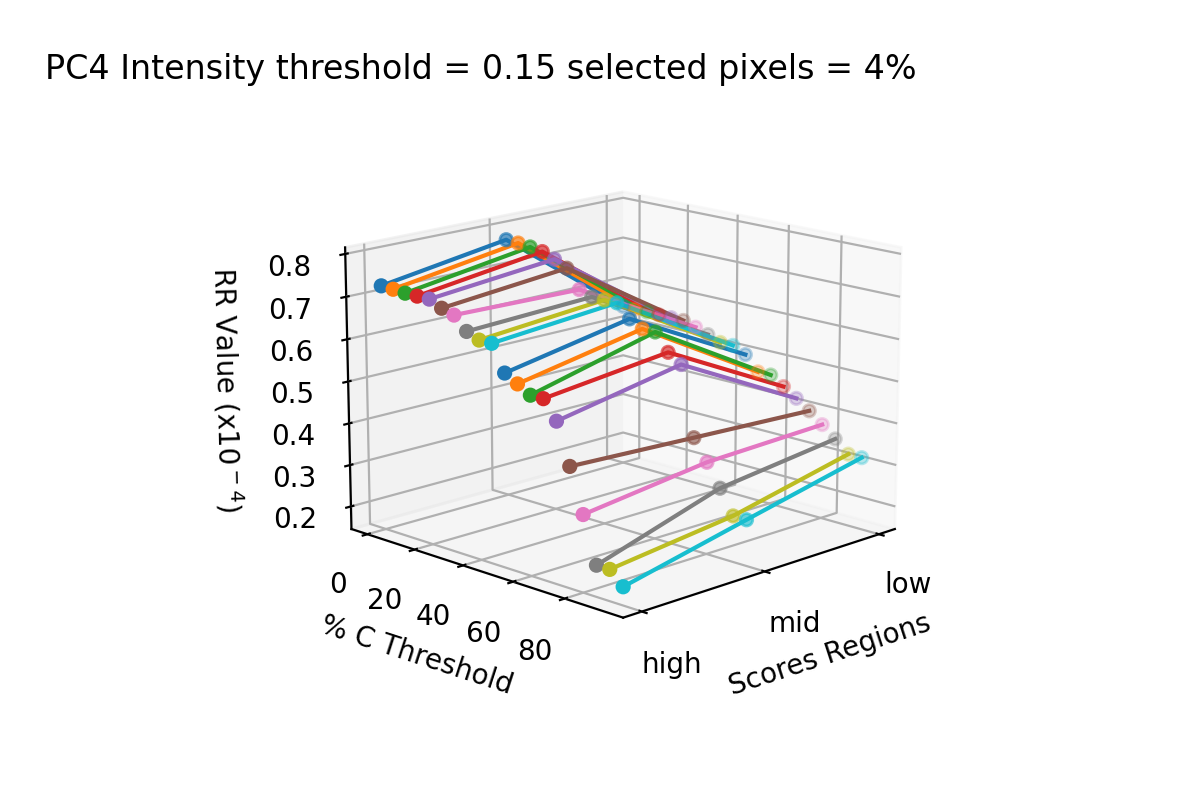 PC4 Intensity threshold = 0.15 selected pixels = 4%
RR Value (x10⁻⁴)
0.8
0.7
0.6
0.5
0.4
0.3
0.2
0
20
40
60
80
% C Threshold
high
mid
low
Scores Regions